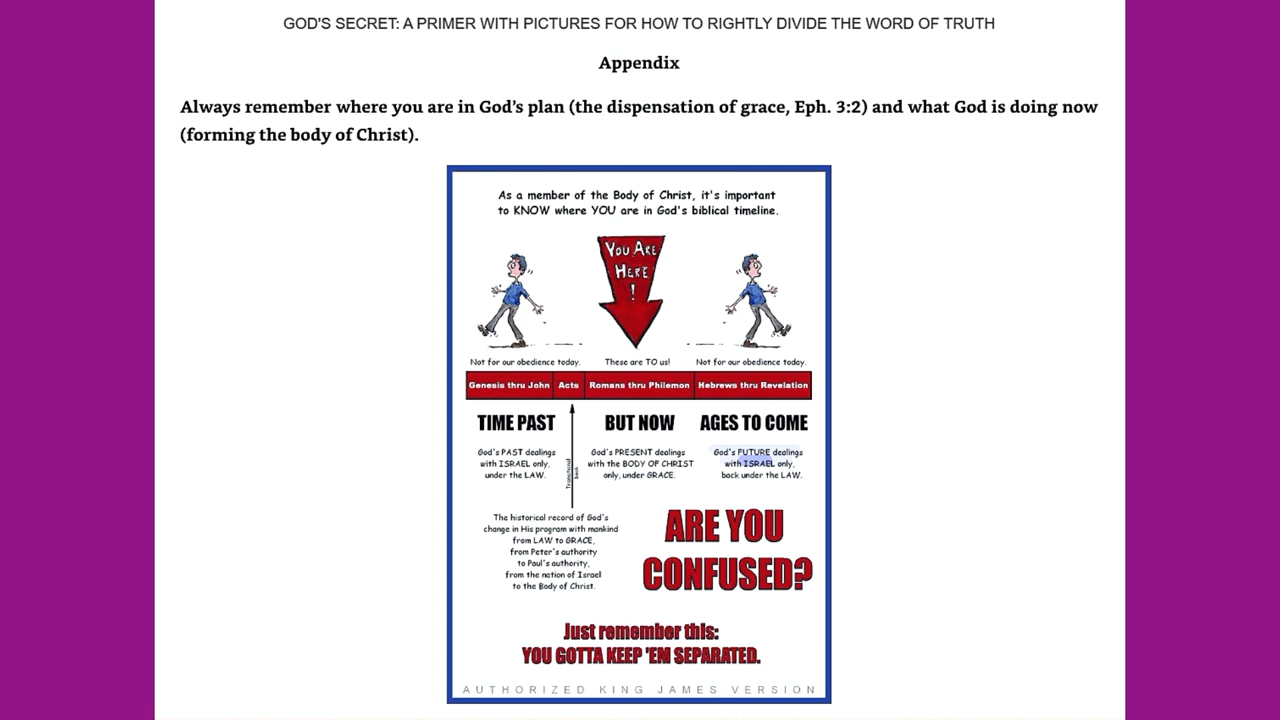 GOD'S SECRET: A PRIMER WITH PICTURES FOR HOW TO RIGHTLY DIVIDE THE WORD OF TRUTH
Appendix
Always remember where you are in God's plan (the dispensation of grace, Eph. 3:2) and what God is doing now
(forming the body of Christ).
As a member of the Body of Christ, it's important
to KNOW where YOU are in God's biblical timeline.
YOU ARE
HERE
!
Not for our obedience today.
These are TO us!
Not for our obedience today.
Genesis thru John
Acts
Romans thru Philemon
Hebrews thru Revelation
TIME PAST
God's PAST dealings
with ISRAEL only,
under the LAW.
Transitional
book
BUT NOW
God's PRESENT dealings
with the BODY OF CHRIST
only, under GRACE.
AGES TO COME
God's FUTURE dealings
with ISRAEL only,
back under the LAW.
The historical record of God's
change in His program with mankind
from LAW to GRACE,
from Peter's authority
to Paul's authority,
from the nation of Israel
to the Body of Christ.
ARE YOU
CONFUSED?
Just remember this:
YOU GOTTA KEEP 'EM SEPARATED.
AUTHORIZED KING JAMES VERSION